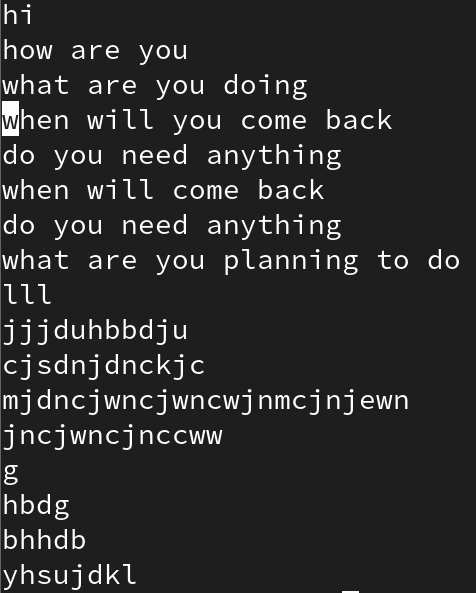 hi
how are you
what are you doing
when will you come back
do you need anything
when will come back
do you need anything
what are you planning to do
lll
jjjduhbbdju
cjsdnjdnckjc
mjdncjwncjwncwjnmcjnjewn
jncjwncjnccww
g
hbdg
bhhdb
yhsujdkl